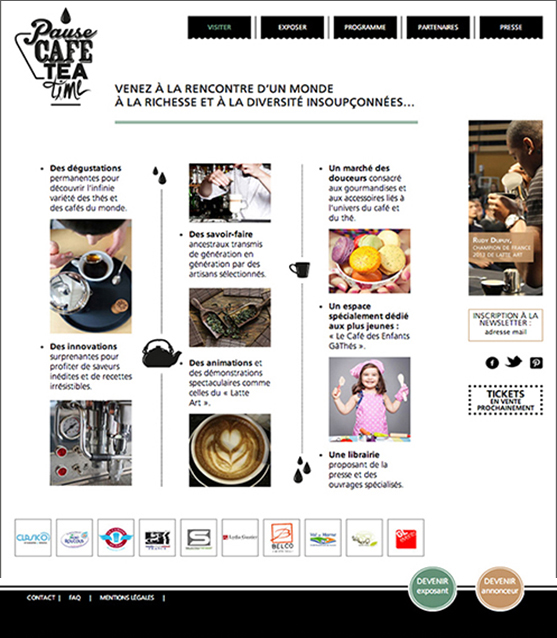 Pause
CAFÉ
TEA
time
VISITER
EXPOSER
PROGRAMME
PARTENAIRES
PRESSE
VENEZ À LA RENCONTRE D'UN MONDE
À LA RICHESSE ET À LA DIVERSITÉ INSOUPÇONNÉES...
• Des dégustations
permanentes pour
découvrir l'infinie
variété des thés et
des cafés du monde.
• Des innovations
surprenantes pour
profiter de saveurs
inédites et de recettes
irrésistibles.
• Des savoir-faire
ancestraux transmis
de génération en
génération par des
artisans sélectionnés.
• Des animations et
des démonstrations
spectaculaires comme
celles du « Latte
Art ».
• Un marché des
douceurs consacré
aux gourmandises et
aux accessoires liés à
l'univers du café et
du thé.
• Un espace
spécialement dédié
aux plus jeunes :
« Le Café des Enfants
GâThés ».
• Une librairie
proposant de la
presse et des
ouvrages spécialisés.
RUDY DUPUY,
CHAMPION DE FRANCE
2012 DE LATTE ART
INSCRIPTION À LA
NEWSLETTER :
adresse mail
TICKETS
EN VENTE
PROCHAINEMENT
BELCO
GL
CONTACT |
FAQ |
MENTIONS LÉGALES |
DEVENIR
exposant
DEVENIR
annonceur